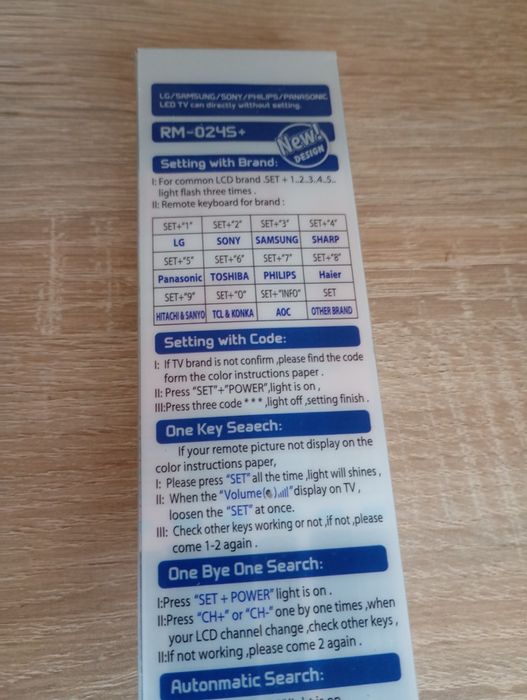 LG/SAMSUNG/SONY/PHILIPS/PANASONIC
LED TV can directly without setting.
RM-024S+
New!
DESIGN
Setting with Brand:
I: For common LCD brand .SET + 1..2..3..4..5..
light flash three times .
II: Remote keyboard for brand :
SET+"1" SET+"2" SET+"3" SET+"4"
LG SONY SAMSUNG SHARP
SET+"5" SET+"6" SET+"7" SET+"8"
Panasonic TOSHIBA PHILIPS Haier
SET+"9" SET+"0" SET+"INFO" SET
HITACHI & SANYO TCL & KONKA AOC OTHER BRAND
Setting with Code:
I: If TV brand is not confirm ,please find the code
form the color instructions paper .
II: Press "SET"+"POWER",light is on ,
III:Press three code * * * ,light off ,setting finish .
One Key Seaech:
If your remote picture not display on the
color instructions paper,
I: Please press "SET" all the time ,light will shines ,
II: When the "Volume( )" display on TV ,
loosen the "SET" at once.
III: Check other keys working or not ,if not ,please
come 1-2 again .
One Bye One Search:
I:Press "SET + POWER" light is on .
II:Press "CH+" or "CH-" one by one times ,when
your LCD channel change ,check other keys ,
II:If not working ,please come 2 again .
Autonmatic Search: